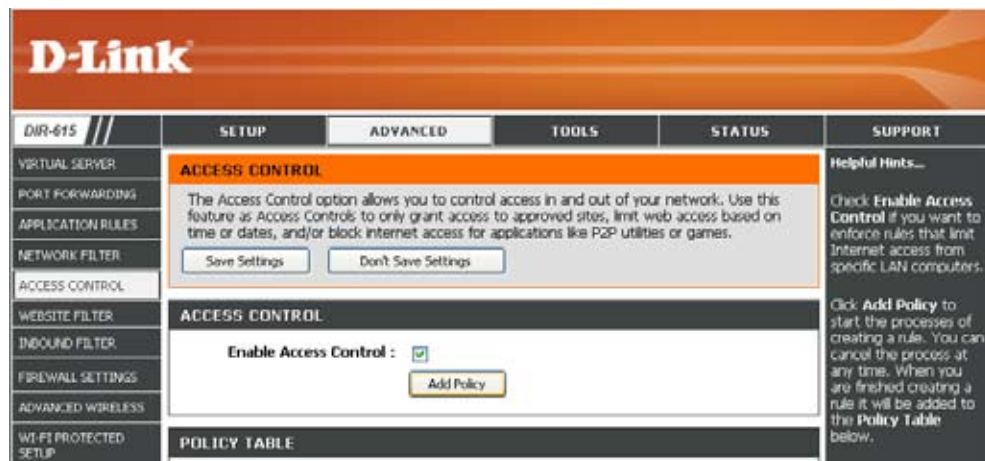 D-Link
DIR-615
SETUP
ADVANCED
TOOLS
STATUS
SUPPORT
VIRTUAL SERVER
PORT FORWARDING
APPLICATION RULES
NETWORK FILTER
ACCESS CONTROL
WEBSITE FILTER
INBOUND FILTER
FIREWALL SETTINGS
ADVANCED WIRELESS
WI-FI PROTECTED
SETUP
ACCESS CONTROL
The Access Control option allows you to control access in and out of your network. Use this
feature as Access Controls to only grant access to approved sites, limit web access based on
time or dates, and/or block internet access for applications like P2P utilities or games.
Save Settings
Don't Save Settings
ACCESS CONTROL
Enable Access Control :
Add Policy
POLICY TABLE
Helpful Hints...
Check Enable Access
Control if you want to
enforce rules that limit
Internet access from
specific LAN computers.
Click Add Policy to
start the processes of
creating a rule. You can
cancel the process at
any time. When you
are finished creating a
rule it will be added to
the Policy Table
below.